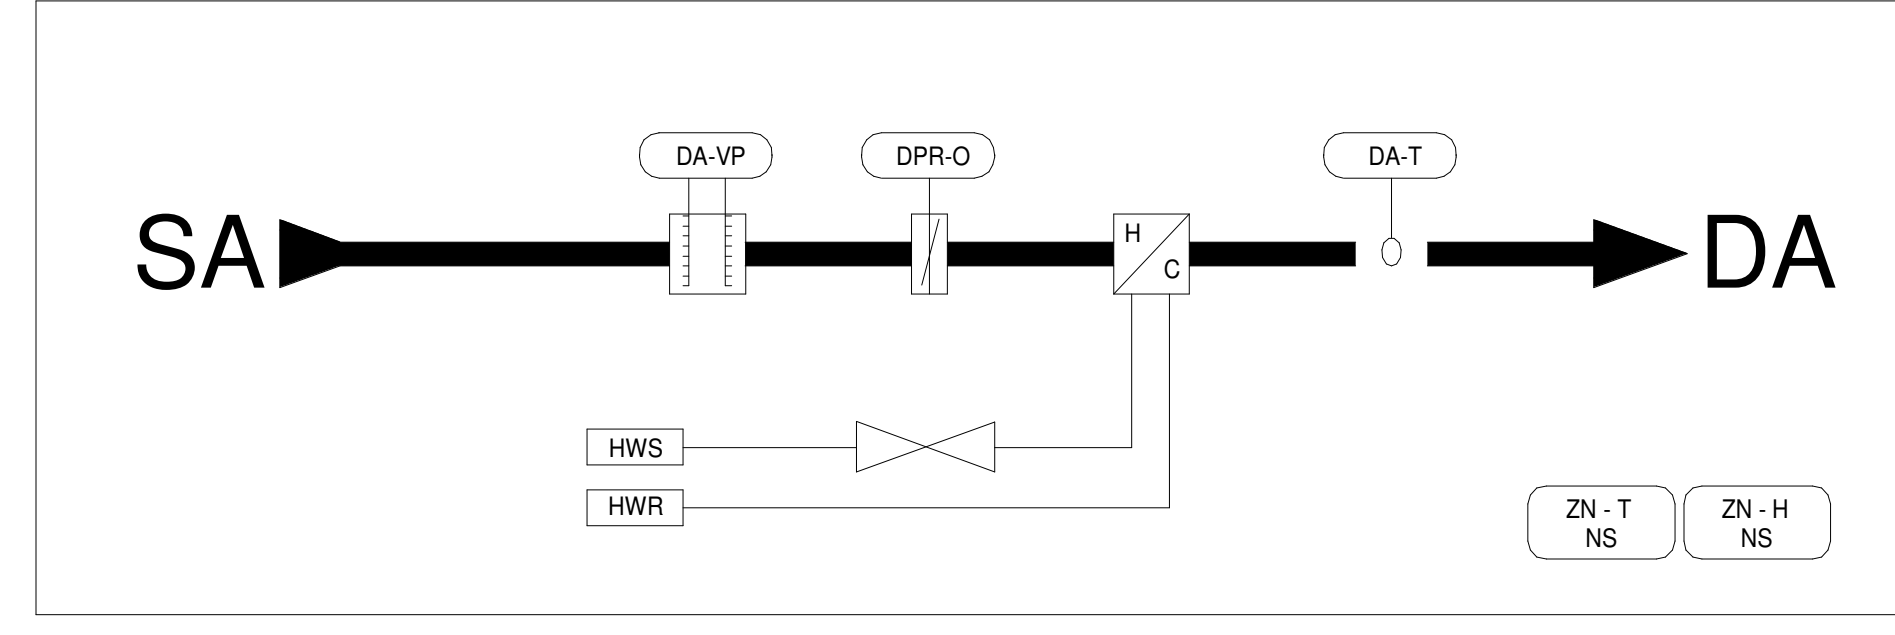 DA-VP
DPR-O
DA-T
SA
H
C
DA
HWS
HWR
ZN - T
NS
ZN - H
NS